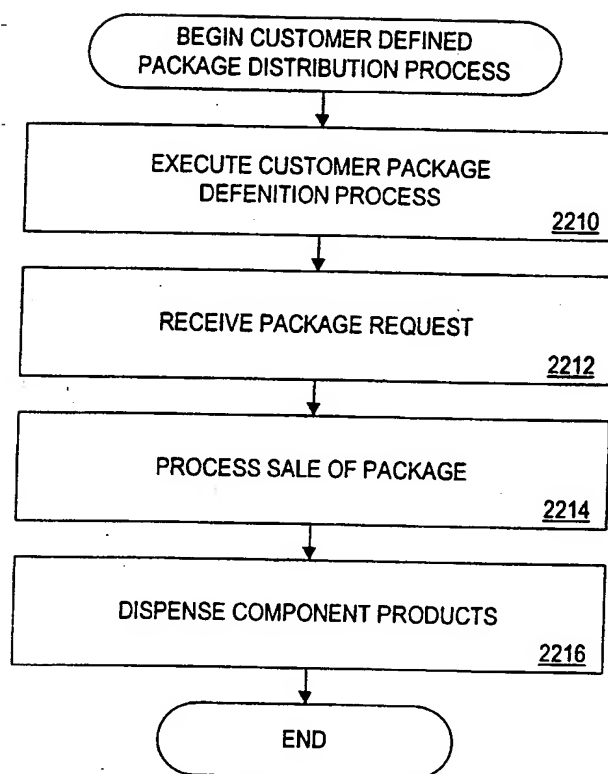 BEGIN CUSTOMER DEFINED
PACKAGE DISTRIBUTION PROCESS
EXECUTE CUSTOMER PACKAGE
DEFENITION PROCESS
2210
RECEIVE PACKAGE REQUEST
2212
PROCESS SALE OF PACKAGE
2214
DISPENSE COMPONENT PRODUCTS
2216
END